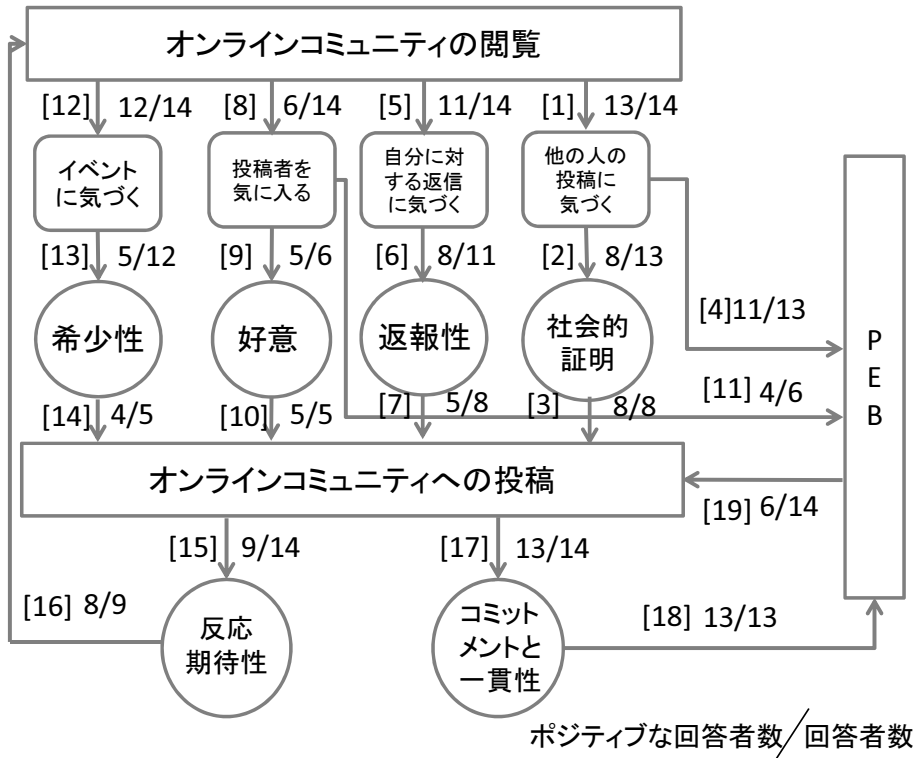 オンラインコミュニティの閲覧
[12] 12/14
[8] 6/14
[5] 11/14
[1] 13/14
イベント
に気づく
投稿者を
気に入る
自分に対
する返信
に気づく
他の人の
投稿に
気づく
[13] 5/12
[9] 5/6
[6] 8/11
[2] 8/13
希少性
好意
返報性
社会的
証明
[4]11/13
P
E
B
[11] 4/6
[14] 4/5
[10] 5/5
[7] 5/8
[3] 8/8
オンラインコミュニティへの投稿
[19] 6/14
[15] 9/14
[17] 13/14
[16] 8/9
反応
期待性
コミット
メントと
一貫性
[18] 13/13
ポジティブな回答者数/回答者数